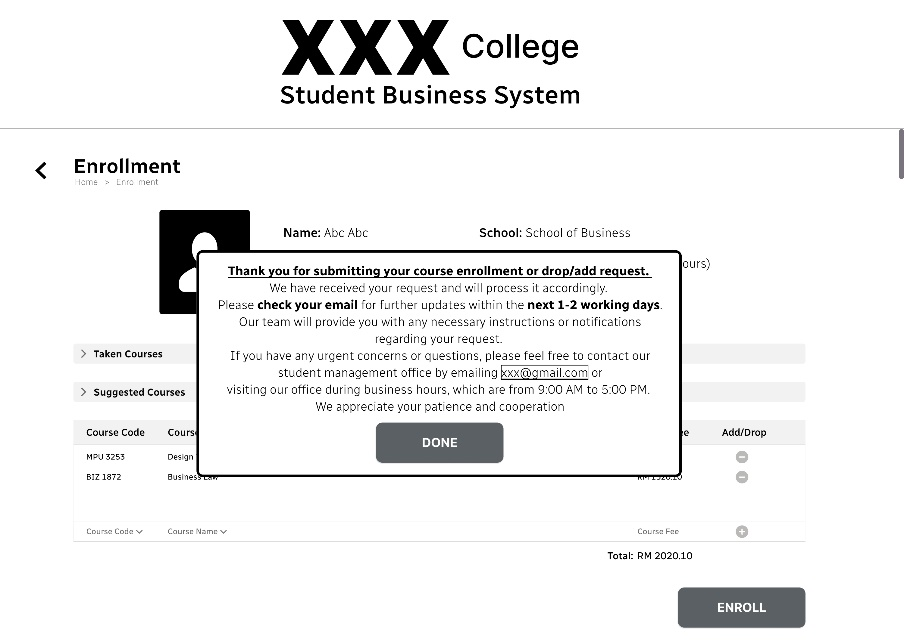 XXX College
Student Business System
Enrollment
Home > Enrollment
Name: Abc Abc
School: School of Business
ours)
Thank you for submitting your course enrollment or drop/add request.
We have received your request and will process it accordingly.
Please check your email for further updates within the next 1-2 working days.
Our team will provide you with any necessary instructions or notifications
regarding your request.
If you have any urgent concerns or questions, please feel free to contact our
student management office by emailing xxx@gmail.com or
visiting our office during business hours, which are from 9:00 AM to 5:00 PM.
We appreciate your patience and cooperation
DONE
> Taken Courses
> Suggested Courses
Course Code Cours ee Add/Drop
MPU 3253 Design
BIZ 1872 Business Law RM 1320.10
Course Code Course Name Course Fee
Total: RM 2020.10
ENROLL